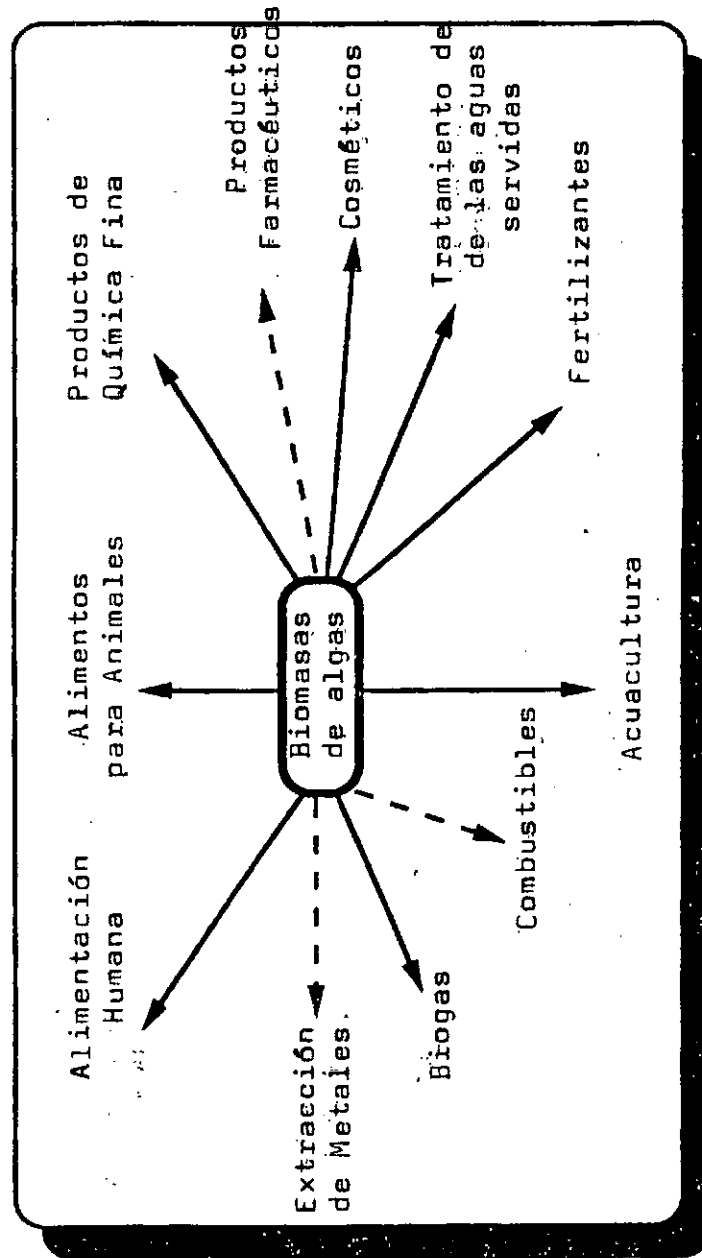 Alimentación
Humana
Alimentos
para Animales
Productos de
Química Fina
Productos
Farmacéuticos
Cosméticos
Tratamiento de
de las aguas
servidas
Fertilizantes
Biomasas
de algas
Extracción
de Metales.
Biogas
Combustibles
Acuacultura